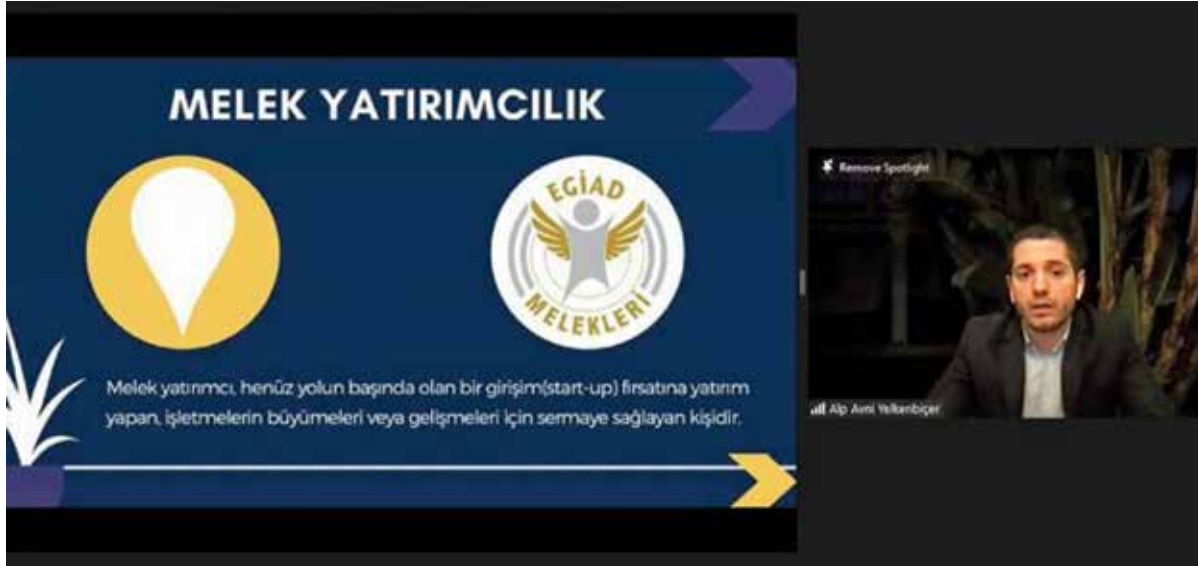 MELEK YATIRIMCILIK
EGİAD
MELEKLERİ
Melek yatırımcı, henüz yolun başında olan bir girişim(start-up) fırsatına yatırım
yapan, işletmelerin büyümeleri veya gelişmeleri için sermaye sağlayan kişidir.
Remove Spotlight
Alp Avni Yelkenbiçer